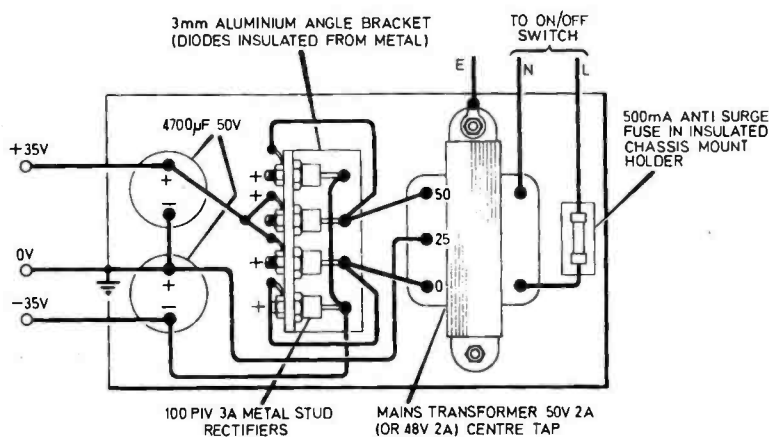 3mm ALUMINIUM ANGLE BRACKET
(DIODES INSULATED FROM METAL)
TO ON/OFF
SWITCH
E
N
L
4700µF 50V
500mA ANTI SURGE
FUSE IN INSULATED
CHASSIS MOUNT
HOLDER
+35V
0V
−35V
+
−
+
−
+
+
+
+
50
25
0
100 PIV 3A METAL STUD
RECTIFIERS
MAINS TRANSFORMER 50V 2A
(OR 48V 2A) CENTRE TAP